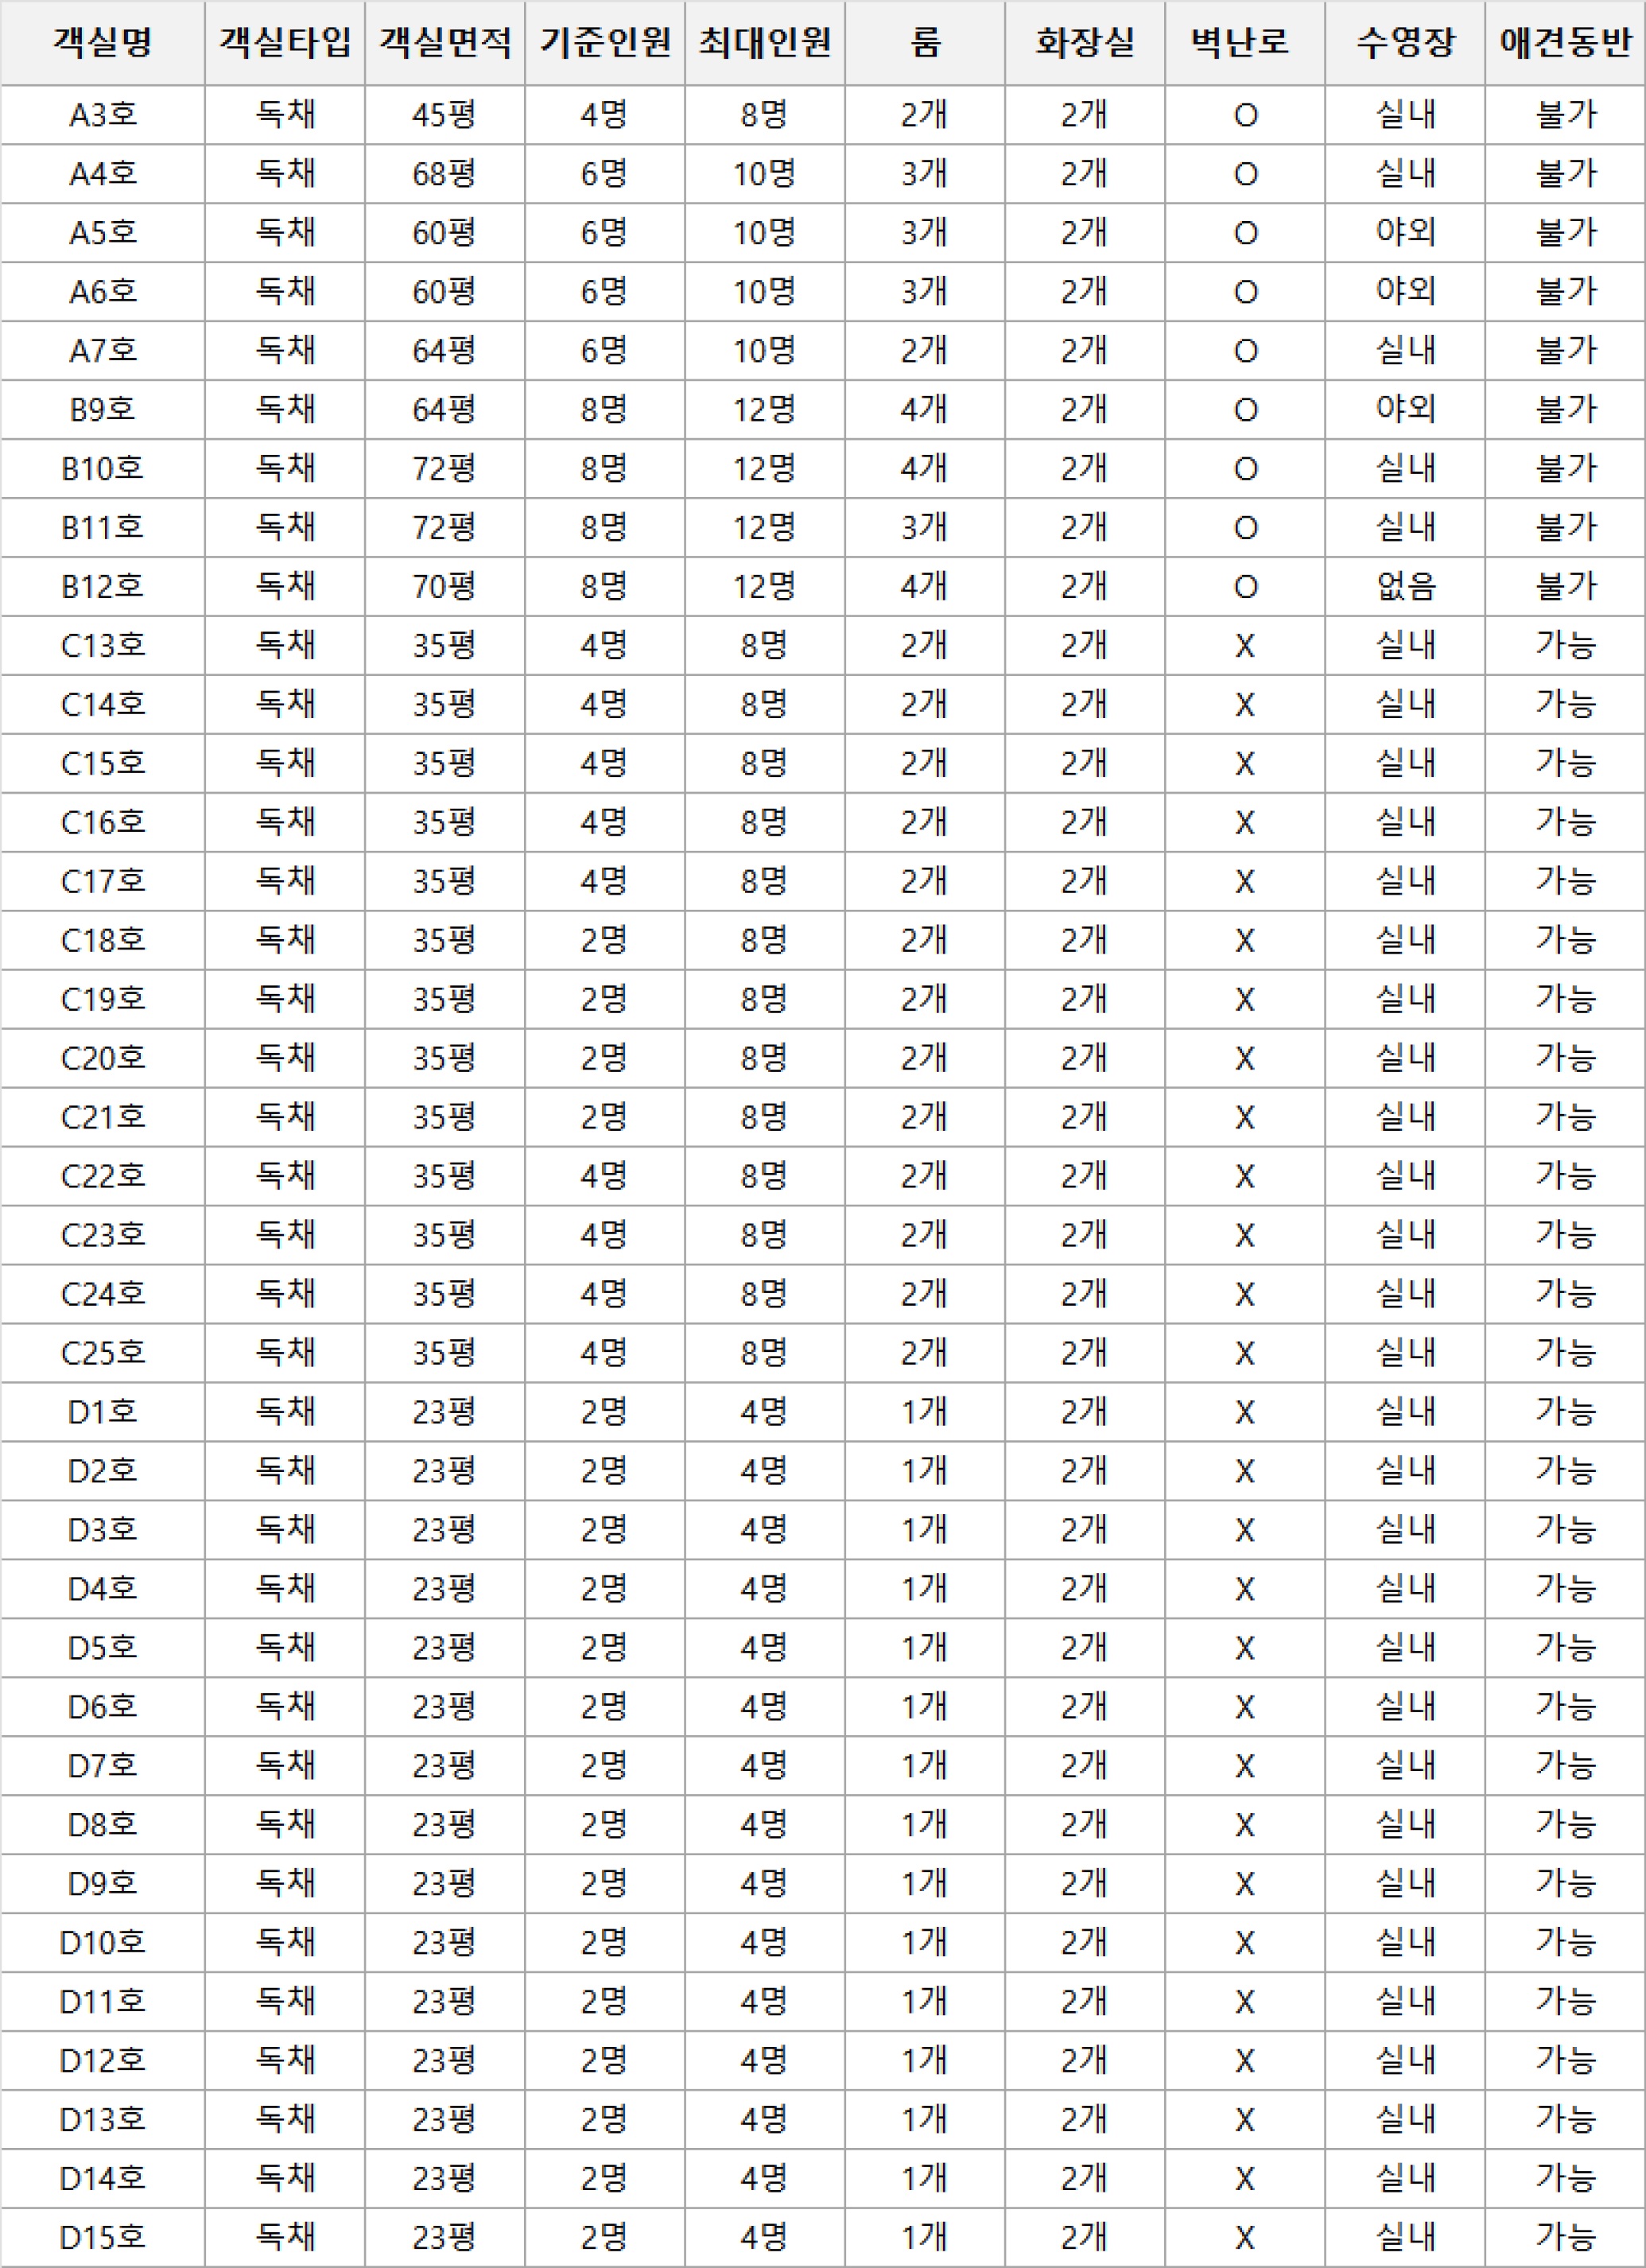 객실명 객실타입 객실면적 기준인원 최대인원 룸 화장실 벽난로 수영장 애견동반
A3호 독채 45평 4명 8명 2개 2개 O 실내 불가
A4호 독채 68평 6명 10명 3개 2개 O 실내 불가
A5호 독채 60평 6명 10명 3개 2개 O 야외 불가
A6호 독채 60평 6명 10명 3개 2개 O 야외 불가
A7호 독채 64평 6명 10명 2개 2개 O 실내 불가
B9호 독채 64평 8명 12명 4개 2개 O 야외 불가
B10호 독채 72평 8명 12명 4개 2개 O 실내 불가
B11호 독채 72평 8명 12명 3개 2개 O 실내 불가
B12호 독채 70평 8명 12명 4개 2개 O 없음 불가
C13호 독채 35평 4명 8명 2개 2개 X 실내 가능
C14호 독채 35평 4명 8명 2개 2개 X 실내 가능
C15호 독채 35평 4명 8명 2개 2개 X 실내 가능
C16호 독채 35평 4명 8명 2개 2개 X 실내 가능
C17호 독채 35평 4명 8명 2개 2개 X 실내 가능
C18호 독채 35평 2명 8명 2개 2개 X 실내 가능
C19호 독채 35평 2명 8명 2개 2개 X 실내 가능
C20호 독채 35평 2명 8명 2개 2개 X 실내 가능
C21호 독채 35평 2명 8명 2개 2개 X 실내 가능
C22호 독채 35평 4명 8명 2개 2개 X 실내 가능
C23호 독채 35평 4명 8명 2개 2개 X 실내 가능
C24호 독채 35평 4명 8명 2개 2개 X 실내 가능
C25호 독채 35평 4명 8명 2개 2개 X 실내 가능
D1호 독채 23평 2명 4명 1개 2개 X 실내 가능
D2호 독채 23평 2명 4명 1개 2개 X 실내 가능
D3호 독채 23평 2명 4명 1개 2개 X 실내 가능
D4호 독채 23평 2명 4명 1개 2개 X 실내 가능
D5호 독채 23평 2명 4명 1개 2개 X 실내 가능
D6호 독채 23평 2명 4명 1개 2개 X 실내 가능
D7호 독채 23평 2명 4명 1개 2개 X 실내 가능
D8호 독채 23평 2명 4명 1개 2개 X 실내 가능
D9호 독채 23평 2명 4명 1개 2개 X 실내 가능
D10호 독채 23평 2명 4명 1개 2개 X 실내 가능
D11호 독채 23평 2명 4명 1개 2개 X 실내 가능
D12호 독채 23평 2명 4명 1개 2개 X 실내 가능
D13호 독채 23평 2명 4명 1개 2개 X 실내 가능
D14호 독채 23평 2명 4명 1개 2개 X 실내 가능
D15호 독채 23평 2명 4명 1개 2개 X 실내 가능